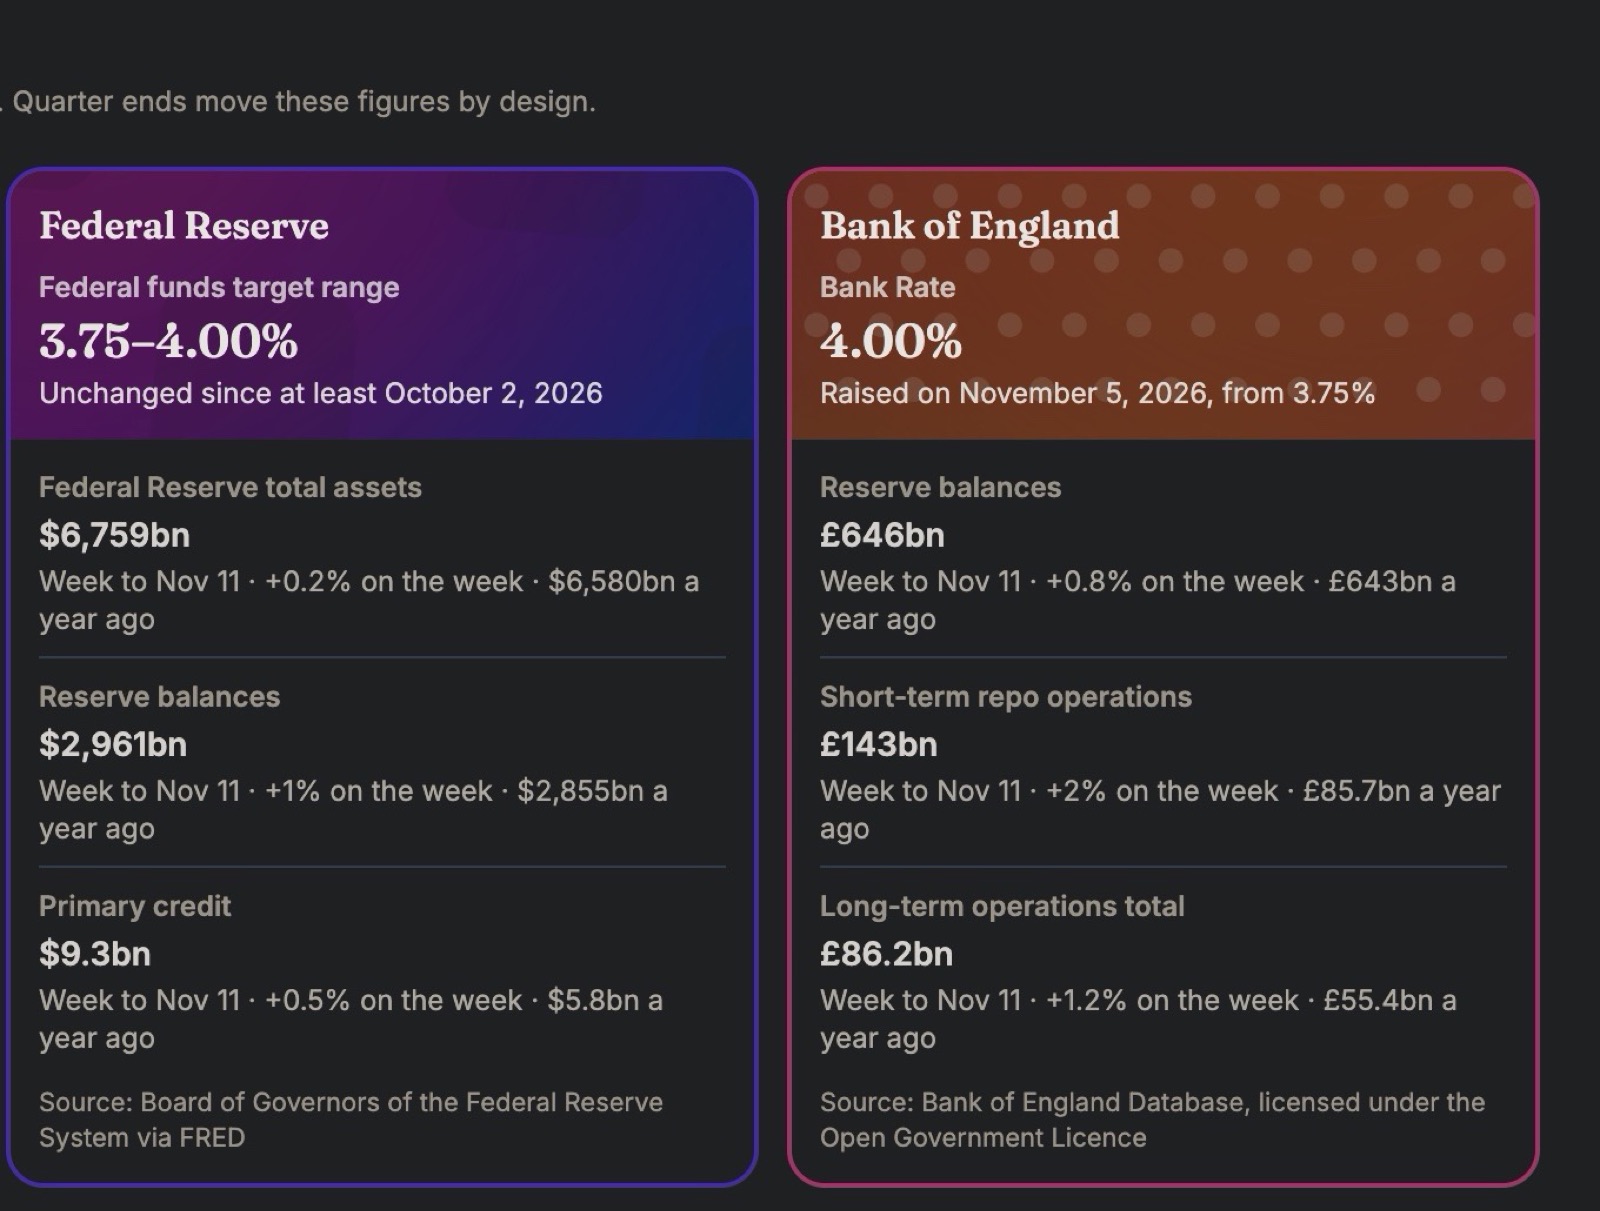 . Quarter ends move these figures by design.
Federal Reserve
Federal funds target range
3.75–4.00%
Unchanged since at least October 2, 2026
Federal Reserve total assets
$6,759bn
Week to Nov 11 · +0.2% on the week · $6,580bn a
year ago
Reserve balances
$2,961bn
Week to Nov 11 · +1% on the week · $2,855bn a
year ago
Primary credit
$9.3bn
Week to Nov 11 · +0.5% on the week · $5.8bn a
year ago
Source: Board of Governors of the Federal Reserve
System via FRED
Bank of England
Bank Rate
4.00%
Raised on November 5, 2026, from 3.75%
Reserve balances
£646bn
Week to Nov 11 · +0.8% on the week · £643bn a
year ago
Short-term repo operations
£143bn
Week to Nov 11 · +2% on the week · £85.7bn a year
ago
Long-term operations total
£86.2bn
Week to Nov 11 · +1.2% on the week · £55.4bn a
year ago
Source: Bank of England Database, licensed under the
Open Government Licence